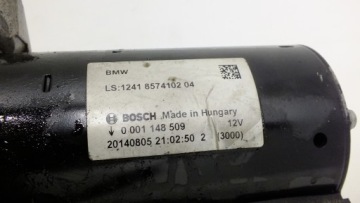 BMW
LS:1241 8574102 04
BOSCH Made in Hungary
0 001 148 509 12V
20140805 21:02:50 2 (3000)